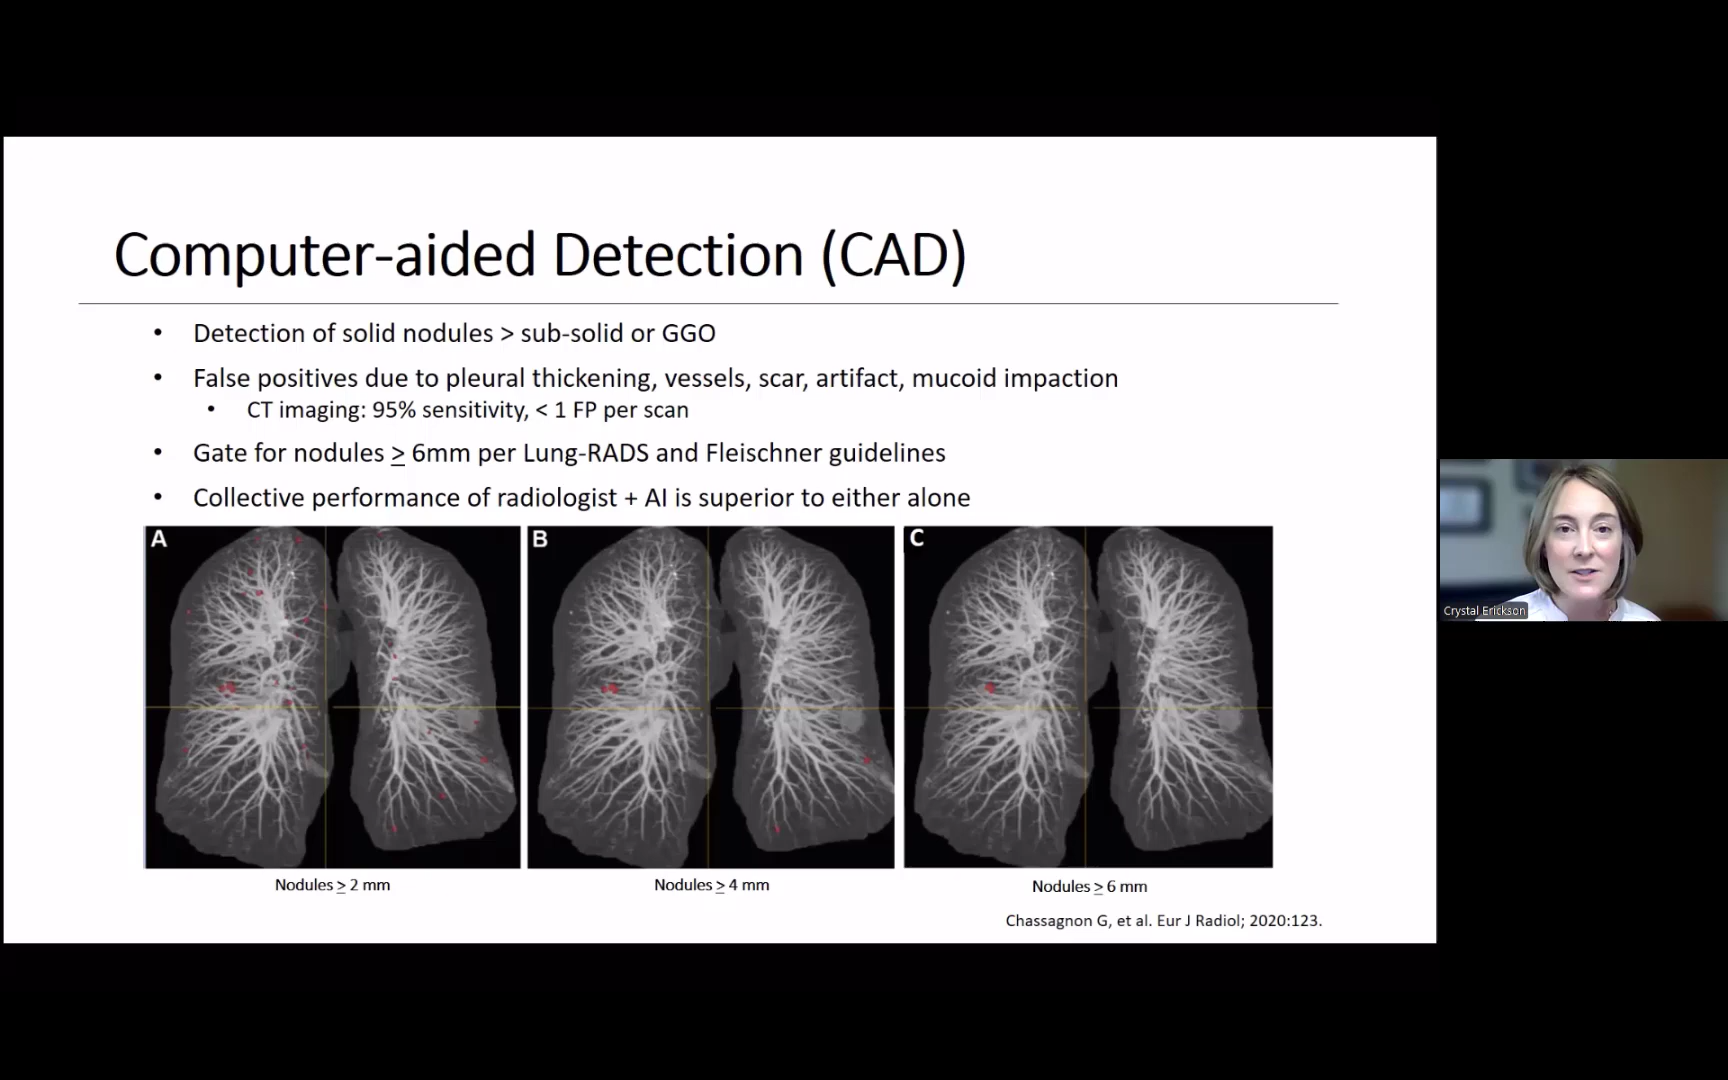 Computer-aided Detection (CAD)
• Detection of solid nodules > sub-solid or GGO
• False positives due to pleural thickening, vessels, scar, artifact, mucoid impaction
• CT imaging: 95% sensitivity, < 1 FP per scan
• Gate for nodules ≥ 6mm per Lung-RADS and Fleischner guidelines
• Collective performance of radiologist + AI is superior to either alone
A B C
Nodules ≥ 2 mm Nodules ≥ 4 mm Nodules ≥ 6 mm
Chassagnon G, et al. Eur J Radiol; 2020:123.
Crystal Erickson